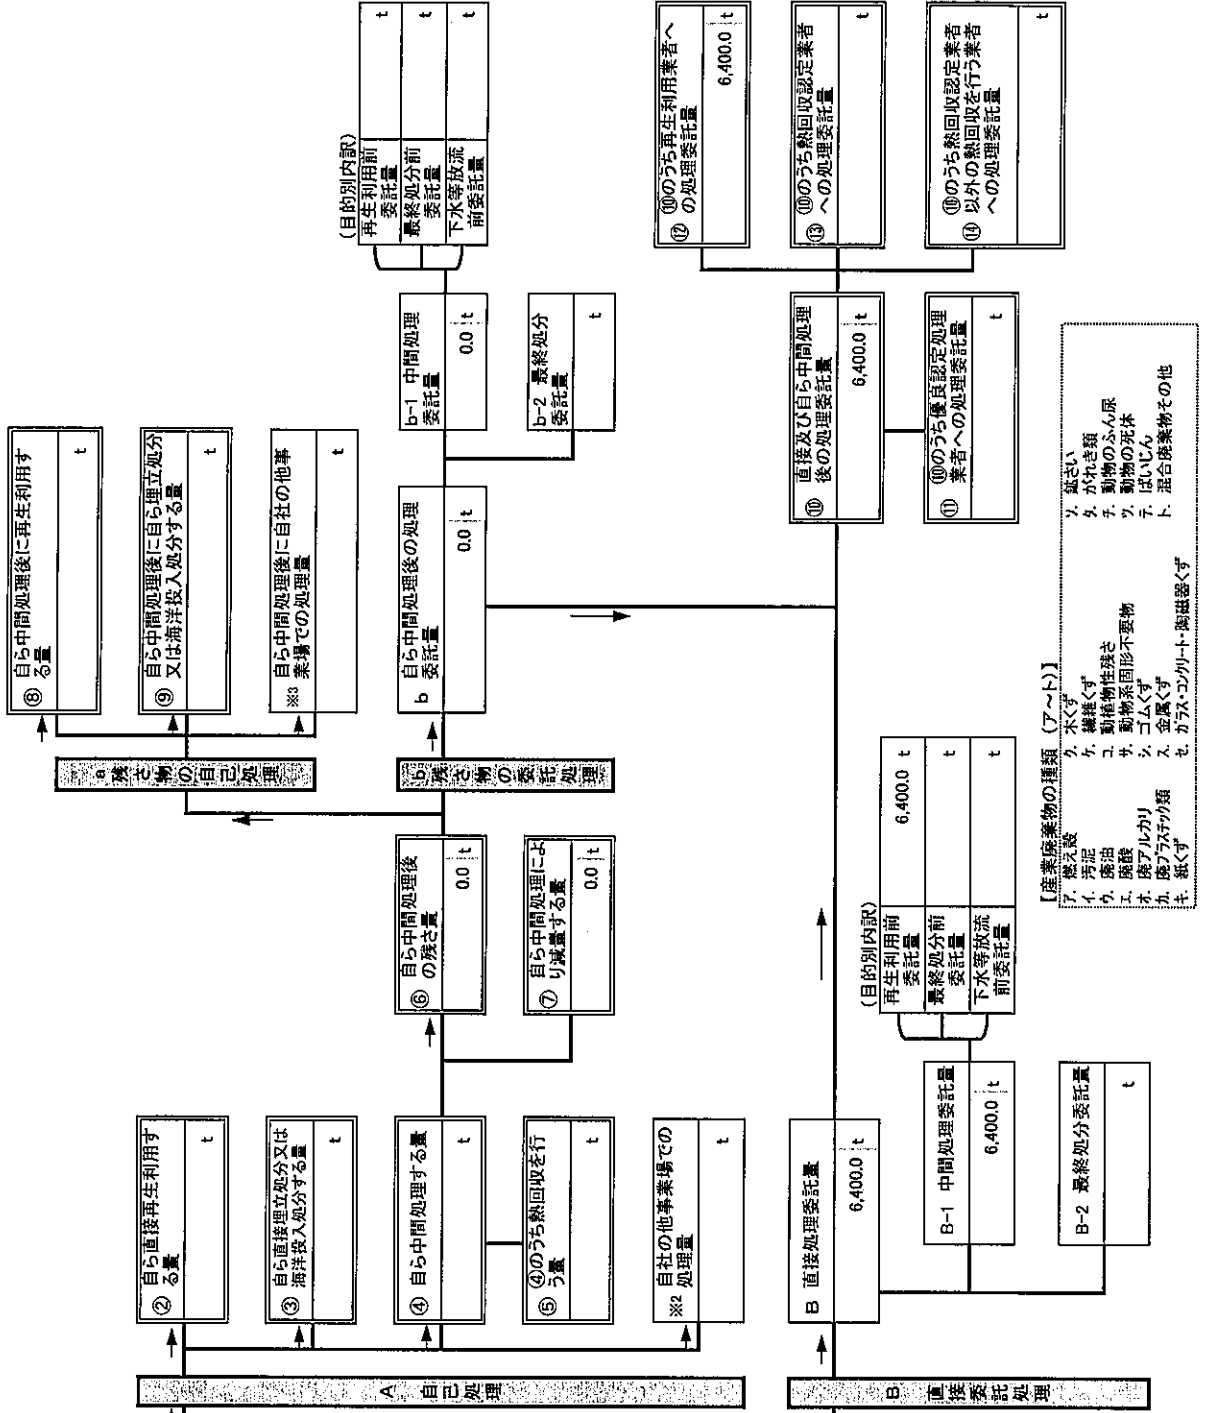 A 自己処理
② 自ら直接再生利用す
る量
t
③ 自ら直接埋立処分又は
海洋投入処分する量
t
④ 自ら中間処理する量
t
⑤ ④のうち熱回収を行
う量
t
※2 自社の他事業場での
処理量
t
⑥ 自ら中間処理後
の残さ量
0.0 t
⑦ 自ら中間処理によ
り減量する量
0.0 t
a 残さ物の自己処理
⑧ 自ら中間処理後に再生利用す
る量
t
⑨ 自ら中間処理後に自ら埋立処分
又は海洋投入処分する量
t
※3 自ら中間処理後に自社の他事
業場での処理量
t
b 残さ物の委託処理
b 自ら中間処理後の処理
委託量
0.0 t
b-1 中間処理
委託量
0.0 t
b-2 最終処分
委託量
t
(目的別内訳)
再生利用前
委託量
t
最終処分前
委託量
t
下水等放流
前委託量
t
B 直接委託処理
B 直接処理委託量
6,400.0 t
B-1 中間処理委託量
6,400.0 t
B-2 最終処分委託量
t
(目的別内訳)
再生利用前
委託量
6,400.0 t
最終処分前
委託量
t
下水等放流
前委託量
t
⑩ 直接及び自ら中間処理
後の処理委託量
6,400.0 t
⑪ ⑩のうち優良認定処理
業者への処理委託量
t
⑫ ⑩のうち再生利用業者へ
の処理委託量
6,400.0 t
⑬ ⑩のうち熱回収認定業者
への処理委託量
t
⑭ ⑩のうち熱回収認定業者
以外の熱回収を行う業者
への処理委託量
t
【産業廃棄物の種類 (ア~ト)】
ア. 燃え殻
イ. 汚泥
ウ. 廃油
エ. 廃酸
オ. 廃アルカリ
カ. 廃プラスチック類
キ. 紙くず
ク. 木くず
ケ. 繊維くず
コ. 動植物性残さ
サ. 動物系固形不要物
シ. ゴムくず
ス. 金属くず
セ. ガラス・コンクリート・陶磁器くず
ソ. 鉱さい
タ. がれき類
チ. 動物のふん尿
ツ. 動物の死体
テ. ばいじん
ト. 混合廃棄物その他